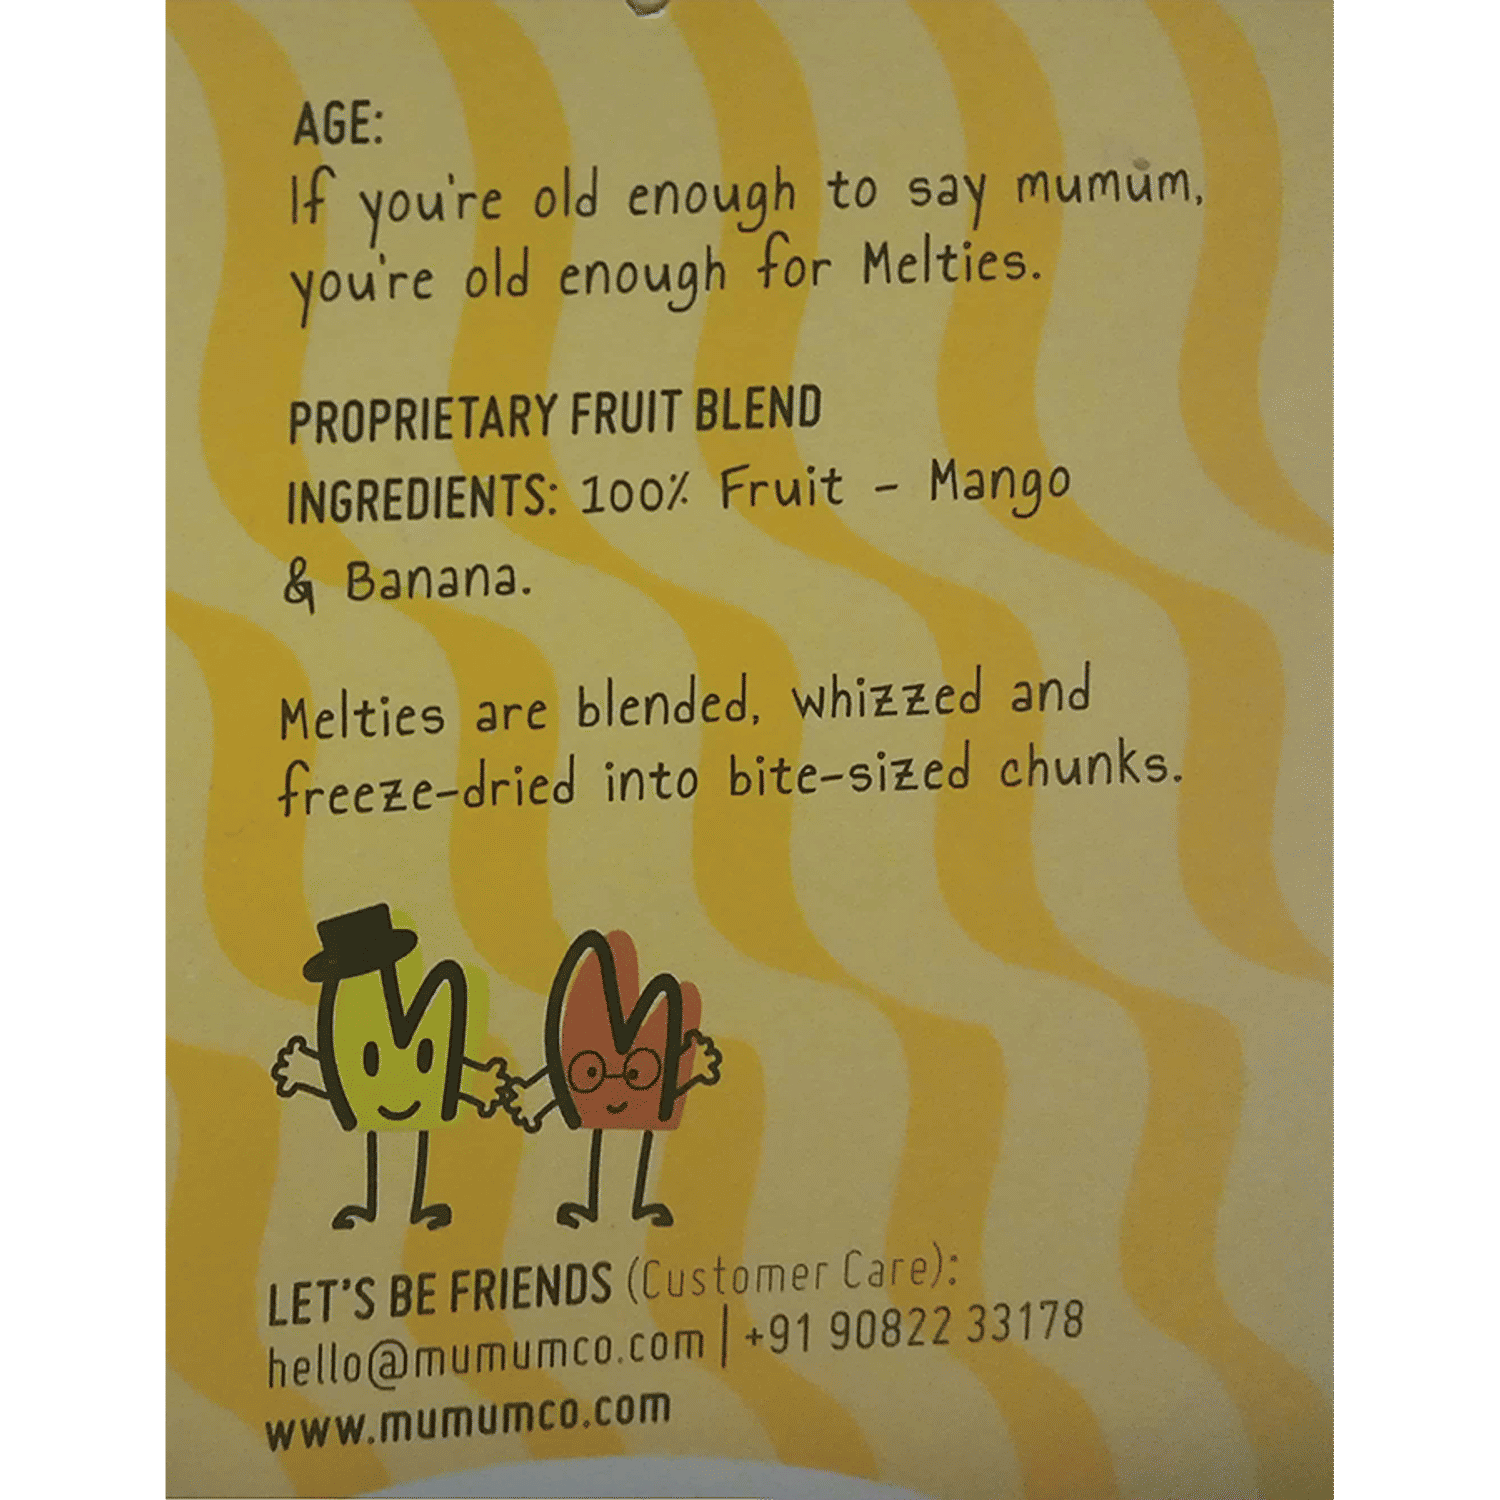 AGE:
If you're old enough to say mumum,
you're old enough for Melties.
PROPRIETARY FRUIT BLEND
INGREDIENTS: 100% Fruit - Mango
& Banana.
Melties are blended, whizzed and
freeze-dried into bite-sized chunks.
LET'S BE FRIENDS (Customer Care):
hello@mumumco.com | +91 90822 33178
www.mumumco.com